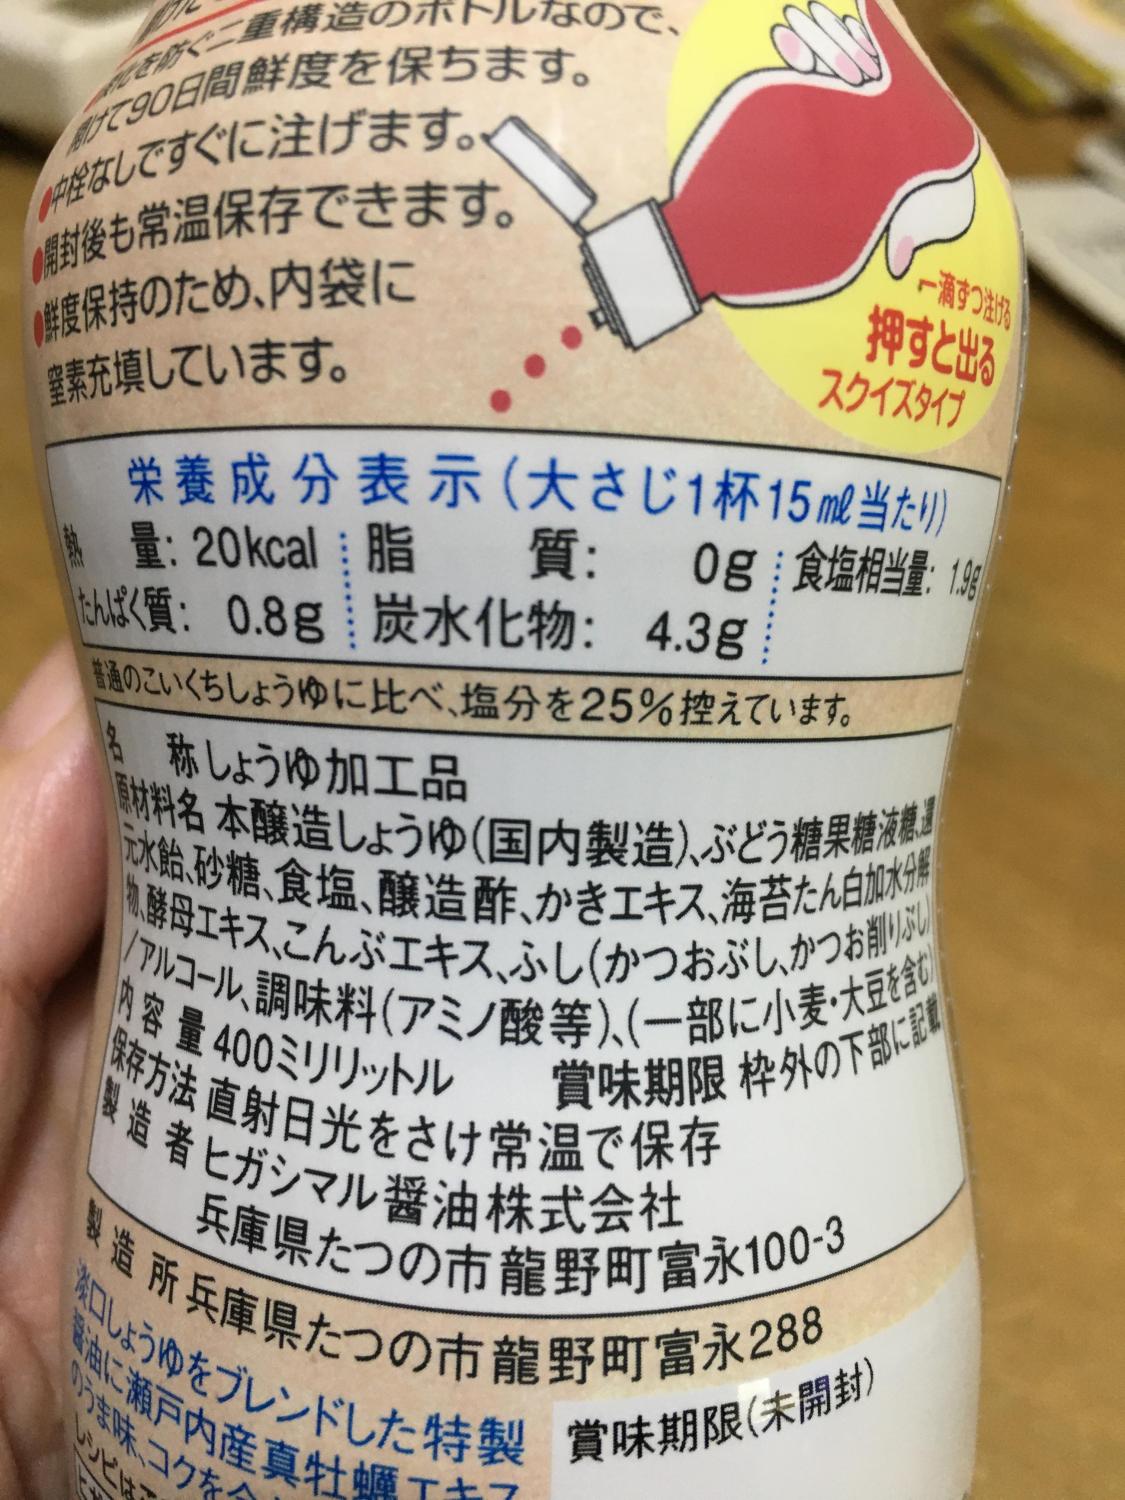 を防ぐ二重構造のボトルなので、
開けて90日間鮮度を保ちます。
●中栓なしですぐに注げます。
●開封後も常温保存できます。
●鮮度保持のため、内袋に
窒素充填しています。
一滴ずつ注げる
押すと出る
スクイズタイプ
栄養成分表示(大さじ1杯15ml当たり)
熱量: 20kcal 脂質: 0g 食塩相当量: 1.9g
たんぱく質: 0.8g 炭水化物: 4.3g
普通のこいくちしょうゆに比べ、塩分を25%控えています。
名称 しょうゆ加工品
原材料名 本醸造しょうゆ(国内製造)、ぶどう糖果糖液糖、還
元水飴、砂糖、食塩、醸造酢、かきエキス、海苔たん白加水分解
物、酵母エキス、こんぶエキス、ふし(かつおぶし、かつお削りぶし)
/アルコール、調味料(アミノ酸等)、(一部に小麦・大豆を含む)
内容量 400ミリリットル 賞味期限 枠外の下部に記載
保存方法 直射日光をさけ常温で保存
製造者 ヒガシマル醤油株式会社
兵庫県たつの市龍野町富永100-3
製造所 兵庫県たつの市龍野町富永288
淡口しょうゆをブレンドした特製
醤油に瀬戸内産真牡蠣エキス
のうま味、コクを
レシピは
賞味期限(未開封)